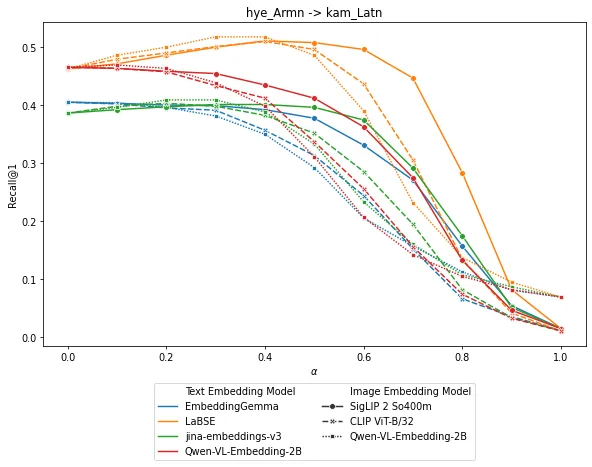 hye_Armn -> kam_Latn
Recall@1
0.5
0.4
0.3
0.2
0.1
0.0
0.0 0.2 0.4 0.6 0.8 1.0
α
Text Embedding Model
EmbeddingGemma
LaBSE
jina-embeddings-v3
Qwen-VL-Embedding-2B
Image Embedding Model
SigLIP 2 So400m
CLIP ViT-B/32
Qwen-VL-Embedding-2B